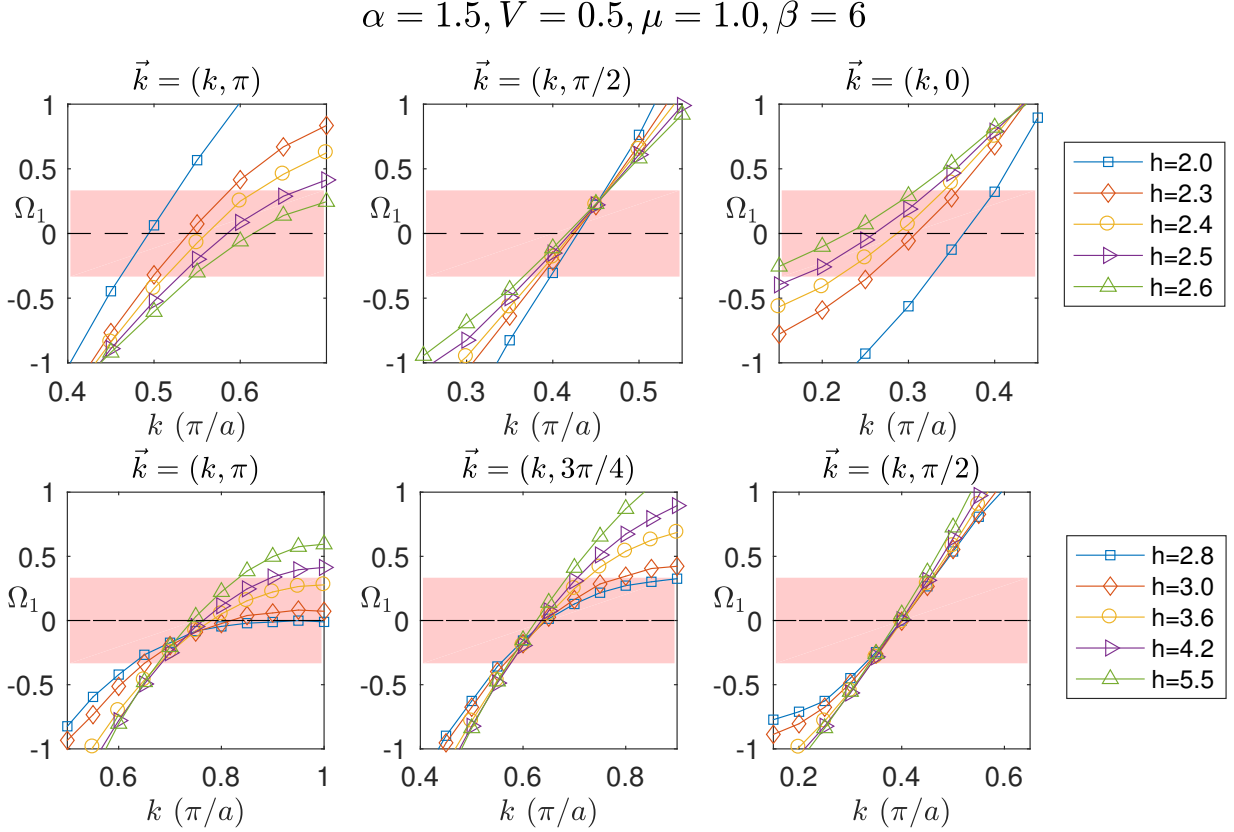 α = 1.5, V = 0.5, μ = 1.0, β = 6
k⃗ = (k, π)
1
0.5
0
-0.5
-1
Ω₁
0.4 0.5 0.6 0.7
k (π/a)
k⃗ = (k, π/2)
1
0.5
0
-0.5
-1
Ω₁
0.3 0.4 0.5
k (π/a)
k⃗ = (k, 0)
1
0.5
0
-0.5
-1
Ω₁
0.2 0.3 0.4
k (π/a)
h=2.0
h=2.3
h=2.4
h=2.5
h=2.6
k⃗ = (k, π)
1
0.5
0
-0.5
-1
Ω₁
0.6 0.8 1
k (π/a)
k⃗ = (k, 3π/4)
1
0.5
0
-0.5
-1
Ω₁
0.4 0.6 0.8
k (π/a)
k⃗ = (k, π/2)
1
0.5
0
-0.5
-1
Ω₁
0.2 0.4 0.6
k (π/a)
h=2.8
h=3.0
h=3.6
h=4.2
h=5.5